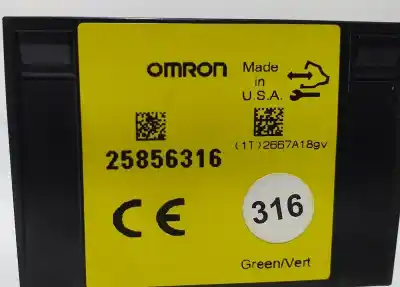 OMRON
Made
in
U.S.A.
(1T)2667A18gv
25856316
CE
316
Green/Vert